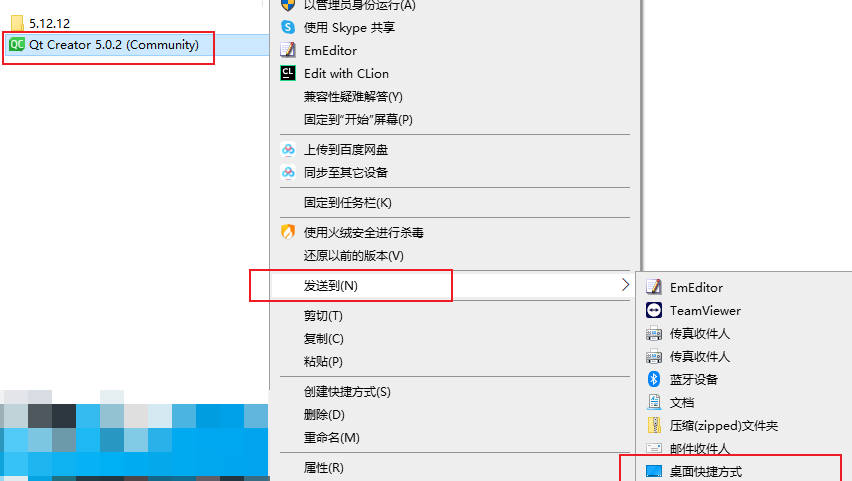 5.12.12
Qt Creator 5.0.2 (Community)
以管理员身份运行(A)
使用 Skype 共享
EmEditor
Edit with CLion
兼容性疑难解答(Y)
固定到“开始”屏幕(P)
上传到百度网盘
同步至其它设备
固定到任务栏(K)
使用火绒安全进行杀毒
还原以前的版本(V)
发送到(N)
剪切(T)
复制(C)
粘贴(P)
创建快捷方式(S)
删除(D)
重命名(M)
属性(R)
EmEditor
TeamViewer
传真收件人
传真收件人
蓝牙设备
文档
压缩(zipped)文件夹
邮件收件人
桌面快捷方式